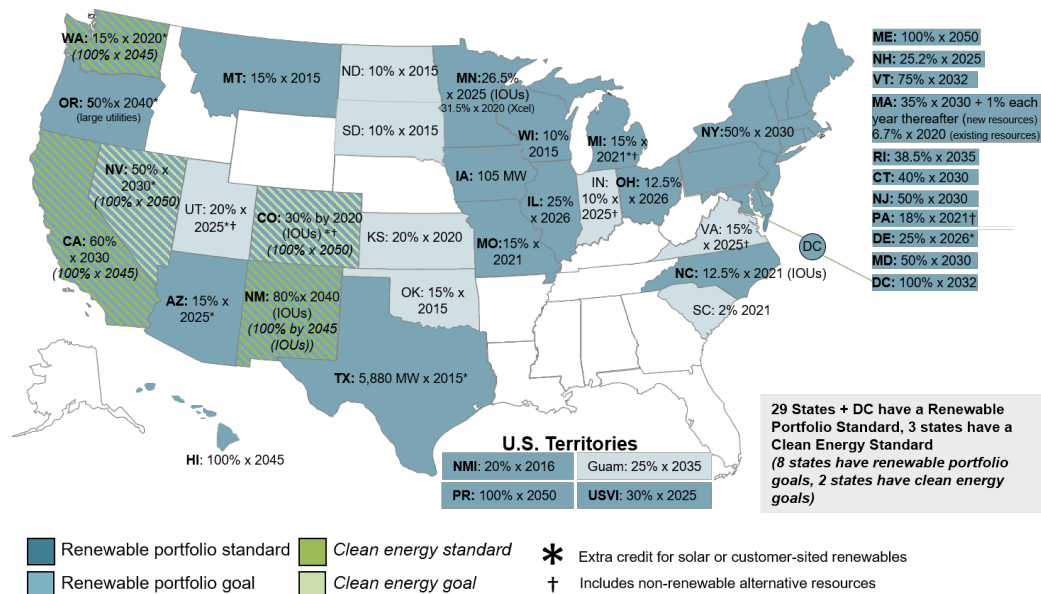 WA: 15% x 2020*
(100% x 2045)
OR: 50%x 2040*
(large utilities)
MT: 15% x 2015
ND: 10% x 2015
SD: 10% x 2015
MN:26.5%
x 2025 (IOUs)
31.5% x 2020 (Xcel)
WI: 10%
2015
MI: 15% x
2021*†
NY:50% x 2030
NV: 50% x
2030*
(100% x 2050)
UT: 20% x
2025*†
CO: 30% by 2020
(IOUs) *†
(100% x 2050)
CA: 60%
x 2030
(100% x 2045)
IA: 105 MW
IL: 25%
x 2026
IN:
10% x
2025†
OH: 12.5%
x 2026
KS: 20% x 2020
MO:15% x
2021
VA: 15%
x 2025†
DC
AZ: 15% x
2025*
NM: 80%x 2040
(IOUs)
(100% by 2045
(IOUs))
OK: 15% x
2015
NC: 12.5% x 2021 (IOUs)
SC: 2% 2021
TX: 5,880 MW x 2015*
HI: 100% x 2045
ME: 100% x 2050
NH: 25.2% x 2025
VT: 75% x 2032
MA: 35% x 2030 + 1% each
year thereafter (new resources)
6.7% x 2020 (existing resources)
RI: 38.5% x 2035
CT: 40% x 2030
NJ: 50% x 2030
PA: 18% x 2021†
DE: 25% x 2026*
MD: 50% x 2030
DC: 100% x 2032
U.S. Territories
NMI: 20% x 2016
Guam: 25% x 2035
PR: 100% x 2050
USVI: 30% x 2025
29 States + DC have a Renewable
Portfolio Standard, 3 states have a
Clean Energy Standard
(8 states have renewable portfolio
goals, 2 states have clean energy
goals)
Renewable portfolio standard
Clean energy standard
* Extra credit for solar or customer-sited renewables
Renewable portfolio goal
Clean energy goal
† Includes non-renewable alternative resources